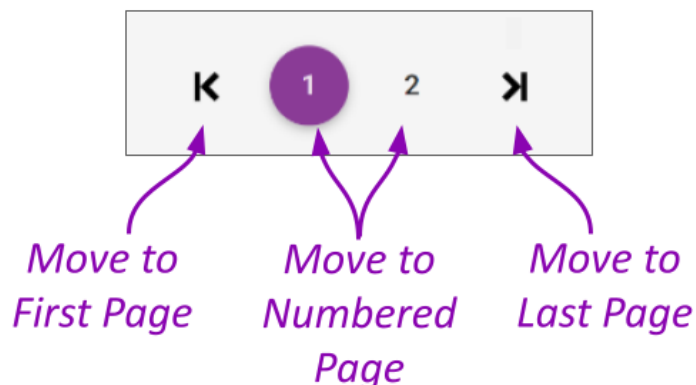 1 2
Move to
First Page
Move to
Numbered
Page
Move to
Last Page